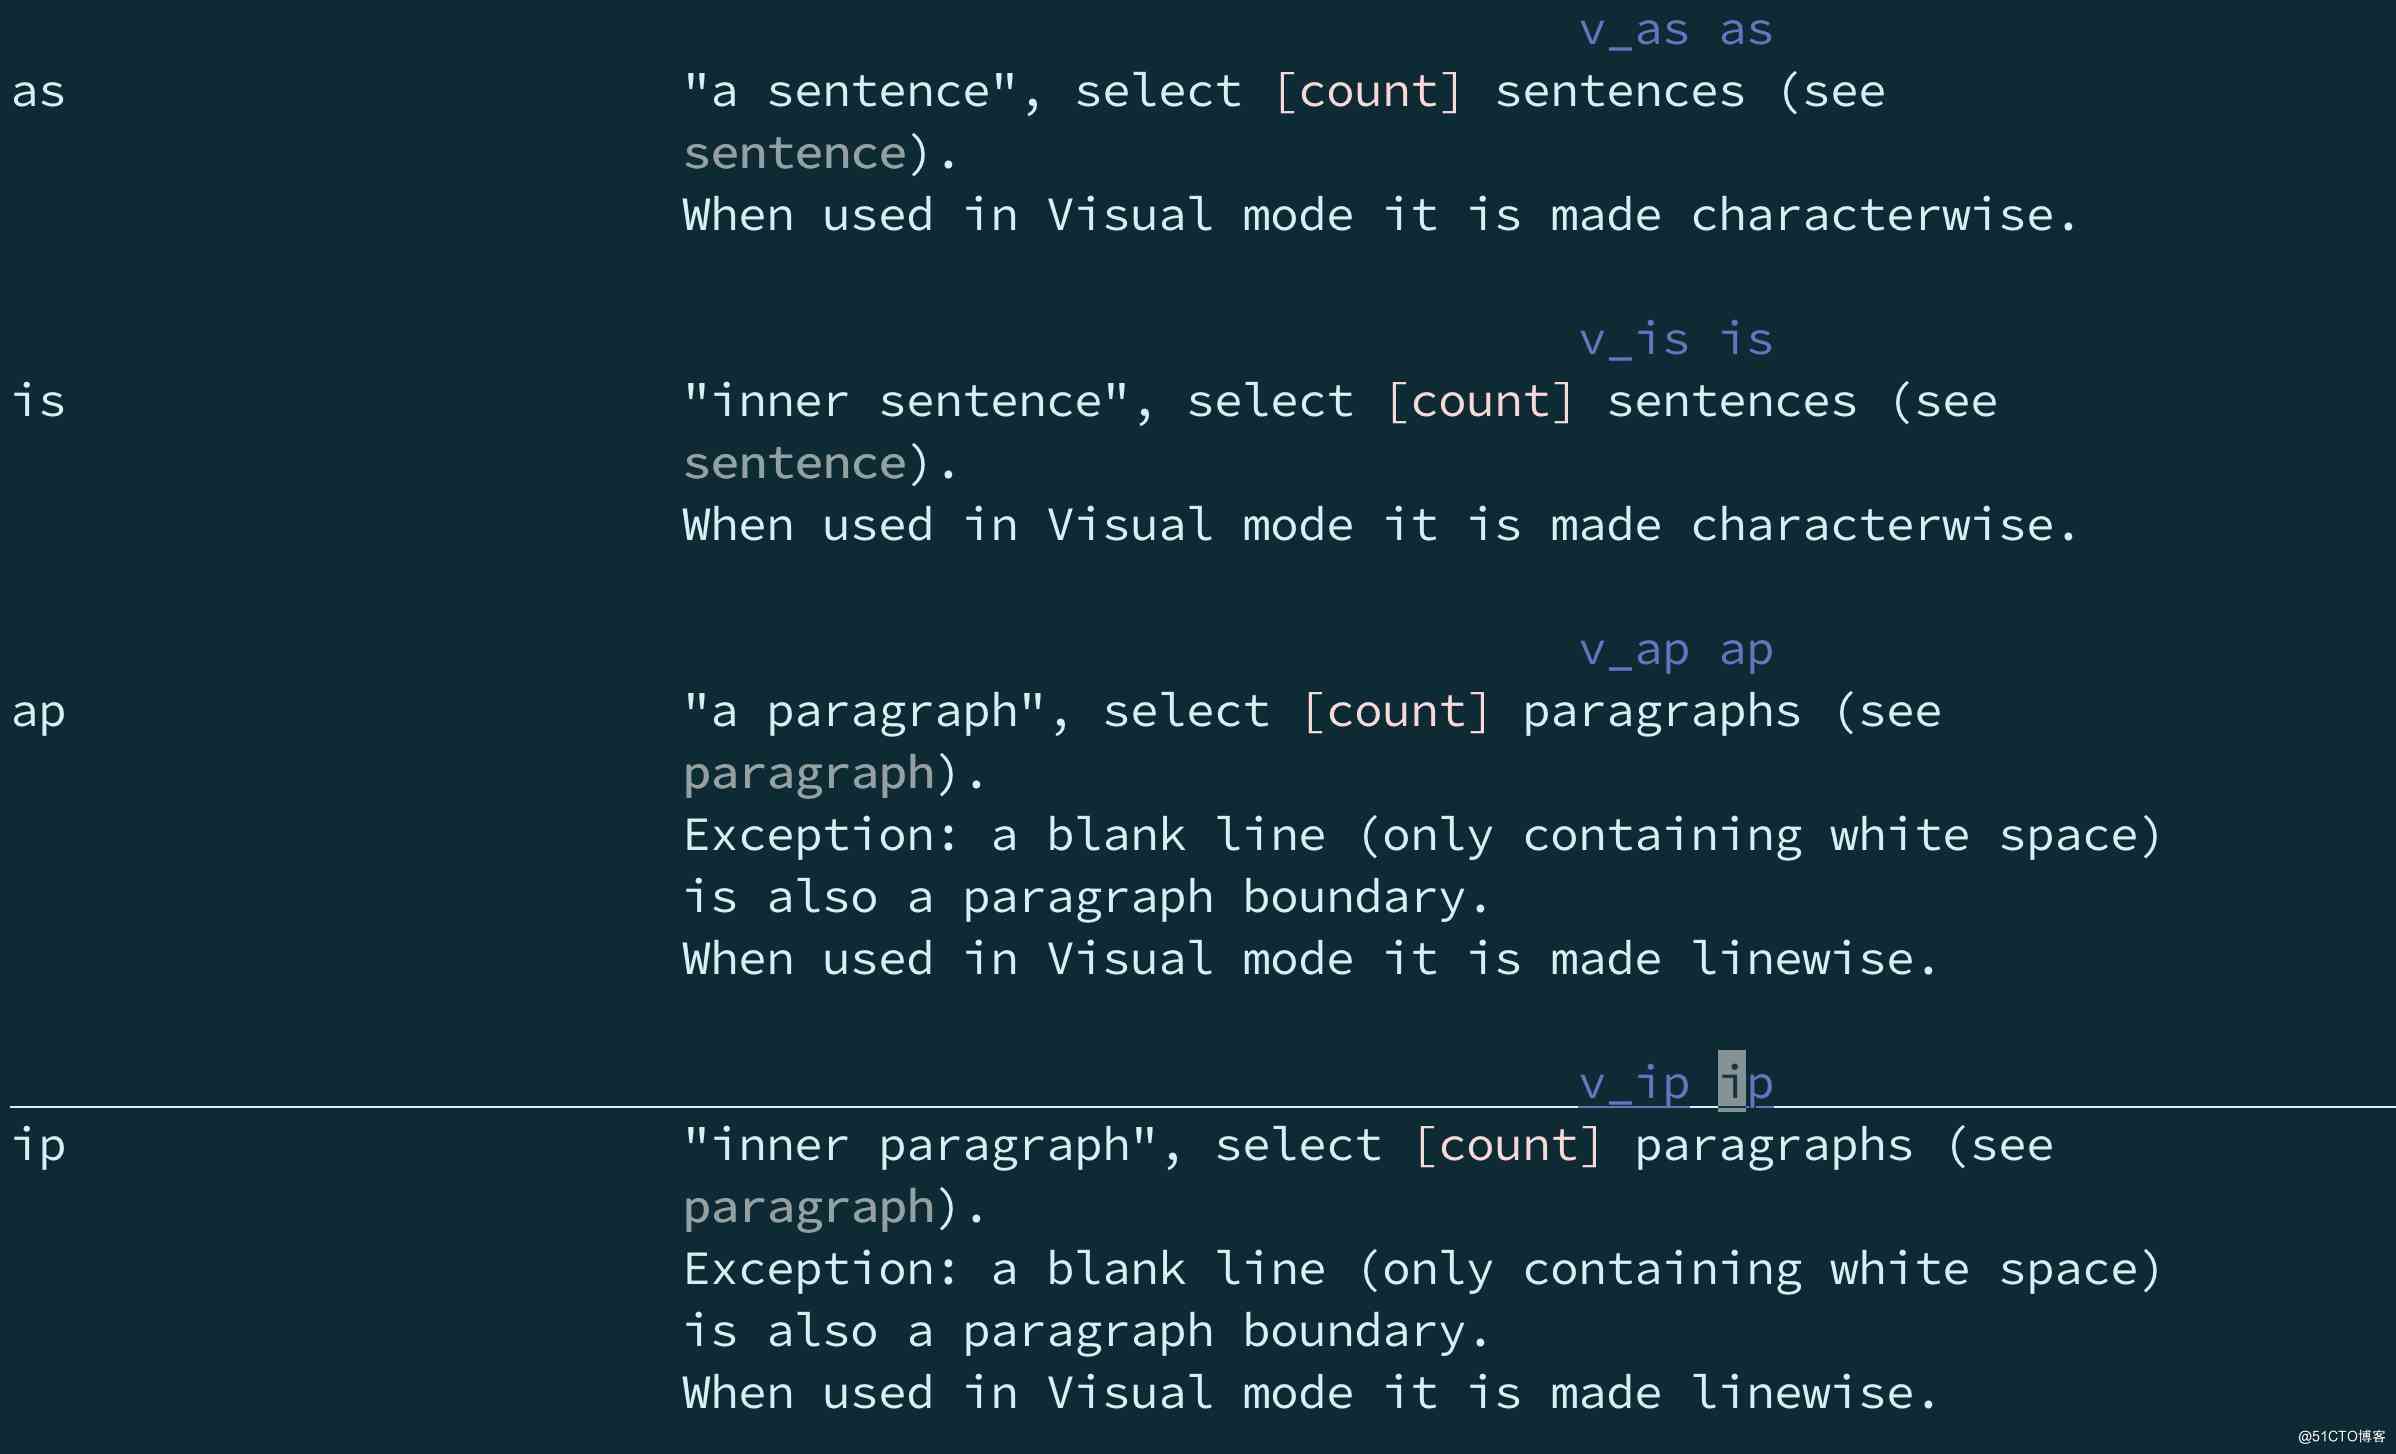 v_as as
as "a sentence", select [count] sentences (see
sentence).
When used in Visual mode it is made characterwise.
v_is is
is "inner sentence", select [count] sentences (see
sentence).
When used in Visual mode it is made characterwise.
v_ap ap
ap "a paragraph", select [count] paragraphs (see
paragraph).
Exception: a blank line (only containing white space)
is also a paragraph boundary.
When used in Visual mode it is made linewise.
v_ip ip
ip "inner paragraph", select [count] paragraphs (see
paragraph).
Exception: a blank line (only containing white space)
is also a paragraph boundary.
When used in Visual mode it is made linewise.
@51CTO博客